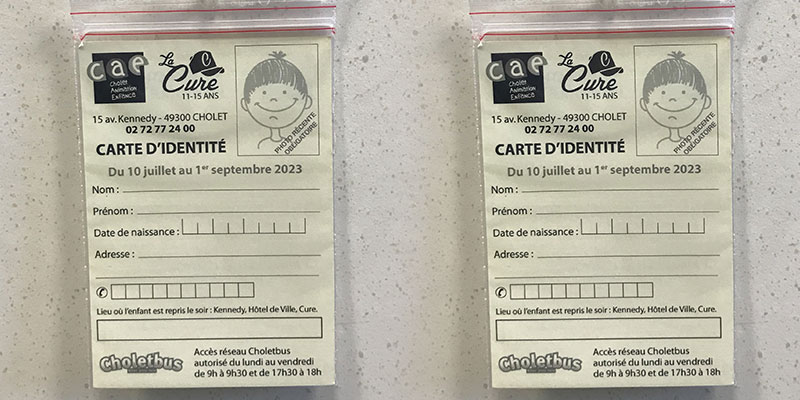 cae
Cholet
Animation
Enfance
La
Cure
11-15 ANS
15 av. Kennedy - 49300 CHOLET
02 72 77 24 00
PHOTO RÉCENTE
OBLIGATOIRE
CARTE D'IDENTITÉ
Du 10 juillet au 1er septembre 2023
Nom :
Prénom :
Date de naissance :
Adresse :
Lieu où l'enfant est repris le soir : Kennedy, Hôtel de Ville, Cure.
choletbus
Accès réseau Choletbus
autorisé du lundi au vendredi
de 9h à 9h30 et de 17h30 à 18h
cae
Cholet
Animation
Enfance
La
Cure
11-15 ANS
15 av. Kennedy - 49300 CHOLET
02 72 77 24 00
PHOTO RÉCENTE
OBLIGATOIRE
CARTE D'IDENTITÉ
Du 10 juillet au 1er septembre 2023
Nom :
Prénom :
Date de naissance :
Adresse :
Lieu où l'enfant est repris le soir : Kennedy, Hôtel de Ville, Cure.
choletbus
Accès réseau Choletbus
autorisé du lundi au vendredi
de 9h à 9h30 et de 17h30 à 18h